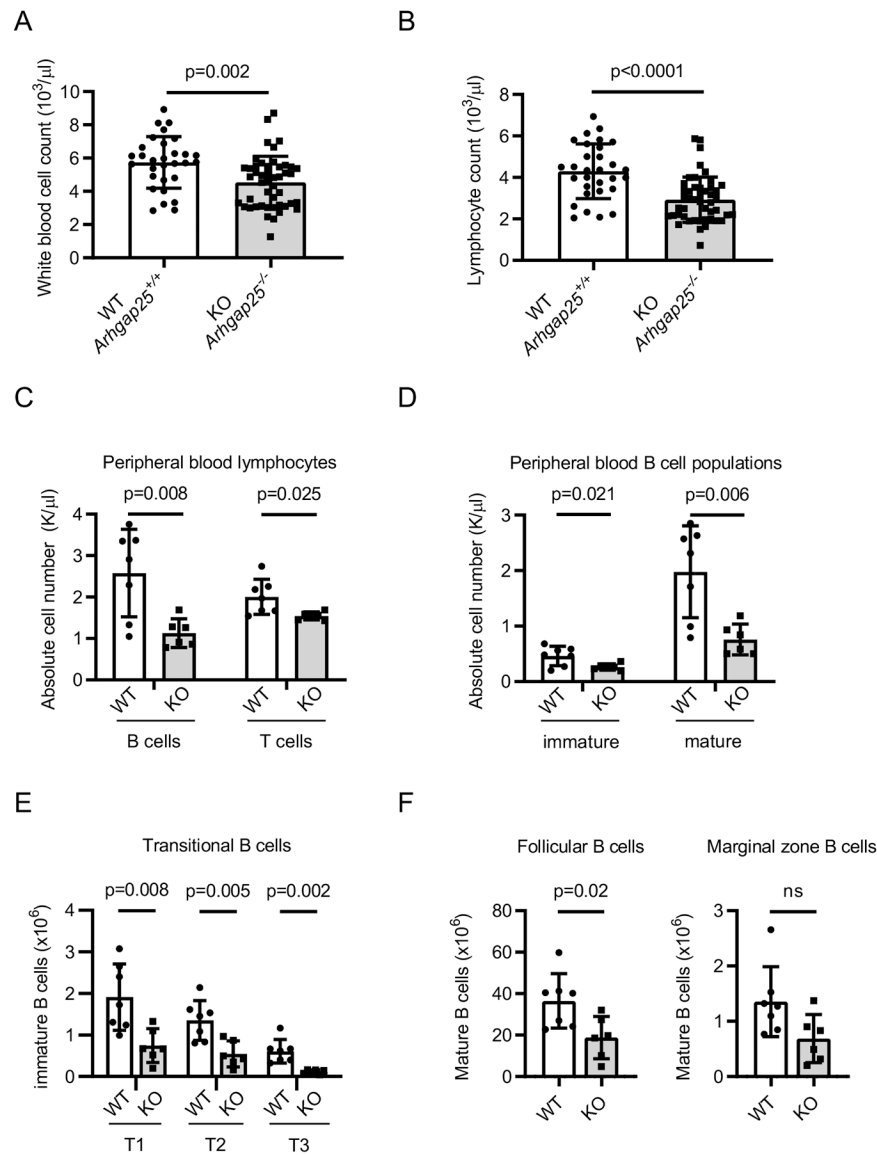 A
p=0.002
White blood cell count (10³/µl)
10
8
6
4
2
0
WT
Arhgap25+/+
KO
Arhgap25-/-
B
p<0.0001
Lymphocyte count (10³/µl)
8
6
4
2
0
WT
Arhgap25+/+
KO
Arhgap25-/-
C
Peripheral blood lymphocytes
p=0.008
p=0.025
Absolute cell number (K/µl)
4
3
2
1
0
WT
KO
WT
KO
B cells
T cells
D
Peripheral blood B cell populations
p=0.021
p=0.006
Absolute cell number (K/µl)
3
2
1
0
WT
KO
WT
KO
immature
mature
E
Transitional B cells
p=0.008
p=0.005
p=0.002
immature B cells (x10⁶)
4
3
2
1
0
WT
KO
WT
KO
WT
KO
T1
T2
T3
F
Follicular B cells
p=0.02
Mature B cells (x10⁶)
80
60
40
20
0
WT
KO
Marginal zone B cells
ns
Mature B cells (x10⁶)
3
2
1
0
WT
KO